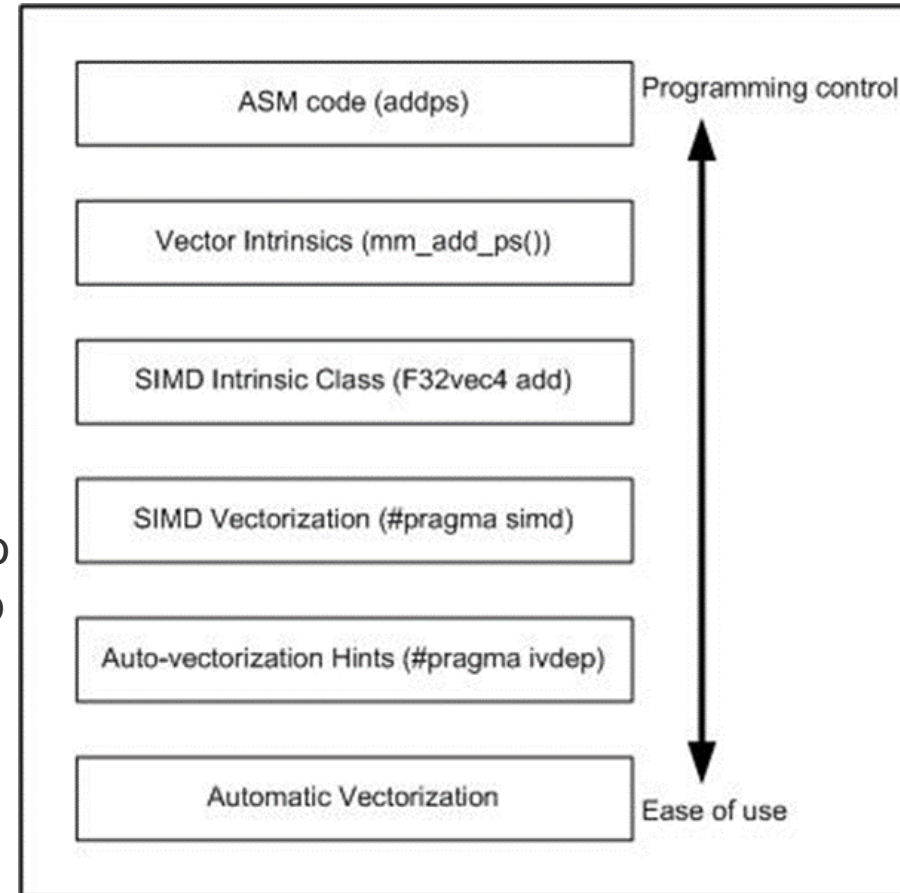 ASM code (addps)
Programming control
Vector Intrinsics (mm_add_ps())
SIMD Intrinsic Class (F32vec4 add)
SIMD Vectorization (#pragma simd)
Auto-vectorization Hints (#pragma ivdep)
Automatic Vectorization
Ease of use